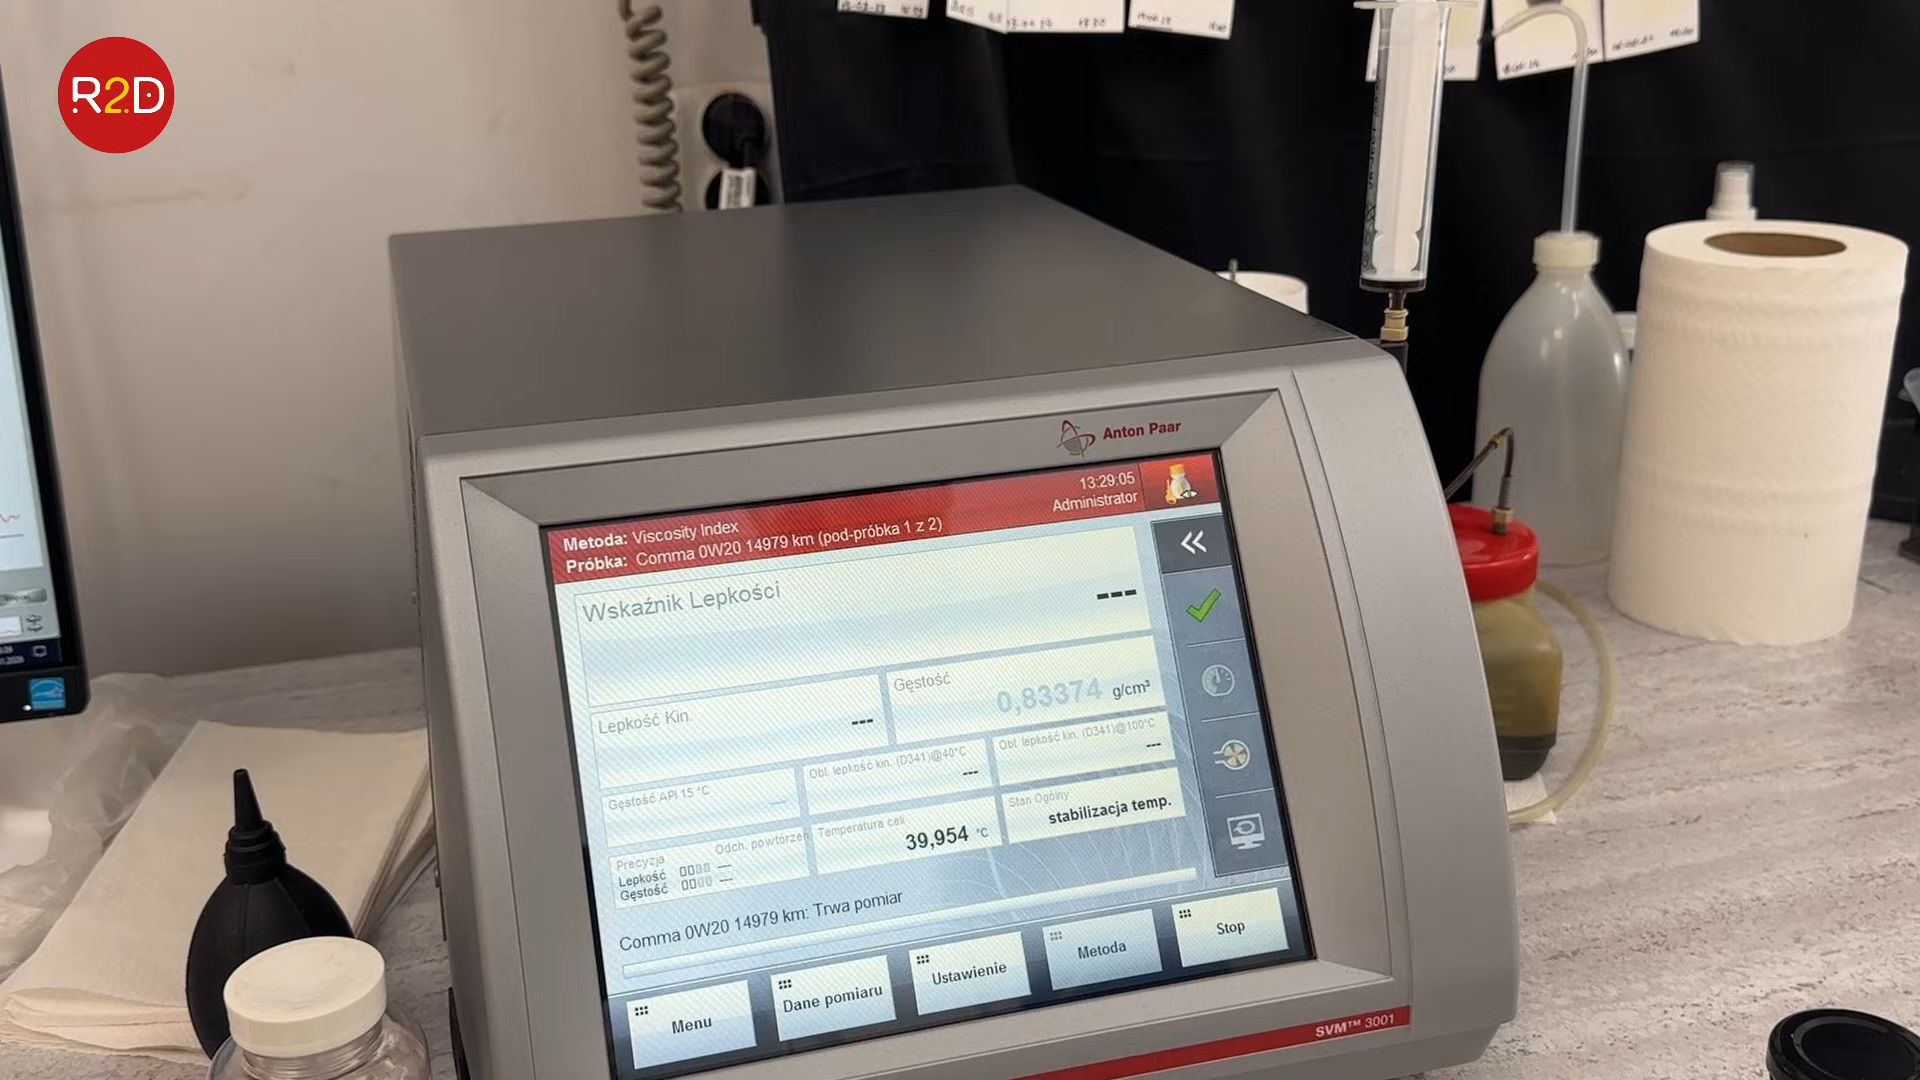 R2D
Anton Paar
13:29:05
Administrator
Metoda: Viscosity Index
Próbka: Comma 0W20 14979 km (pod-próbka 1 z 2)
Wskaźnik Lepkości
---
Lepkość Kin.
---
Gęstość
0,83374 g/cm³
Gęstość API 15 °C
Obl. lepkość kin. (D341)@40°C
---
Obl. lepkość kin. (D341)@100°C
---
Precyzja Odch. powtórzeń
Lepkość ---
Gęstość ---
Temperatura celi
39,954 °C
Stan Ogólny
stabilizacja temp.
Comma 0W20 14979 km: Trwa pomiar
Menu
Dane pomiaru
Ustawienie
Metoda
Stop
SVM™ 3001